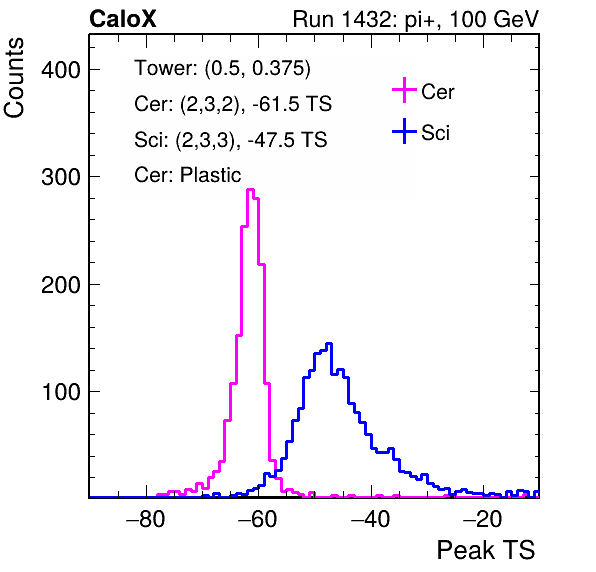 CaloX Run 1432: pi+, 100 GeV
Counts
400
300
200
100
Tower: (0.5, 0.375)
Cer: (2,3,2), -61.5 TS
Sci: (2,3,3), -47.5 TS
Cer: Plastic
Cer
Sci
−80 −60 −40 −20
Peak TS